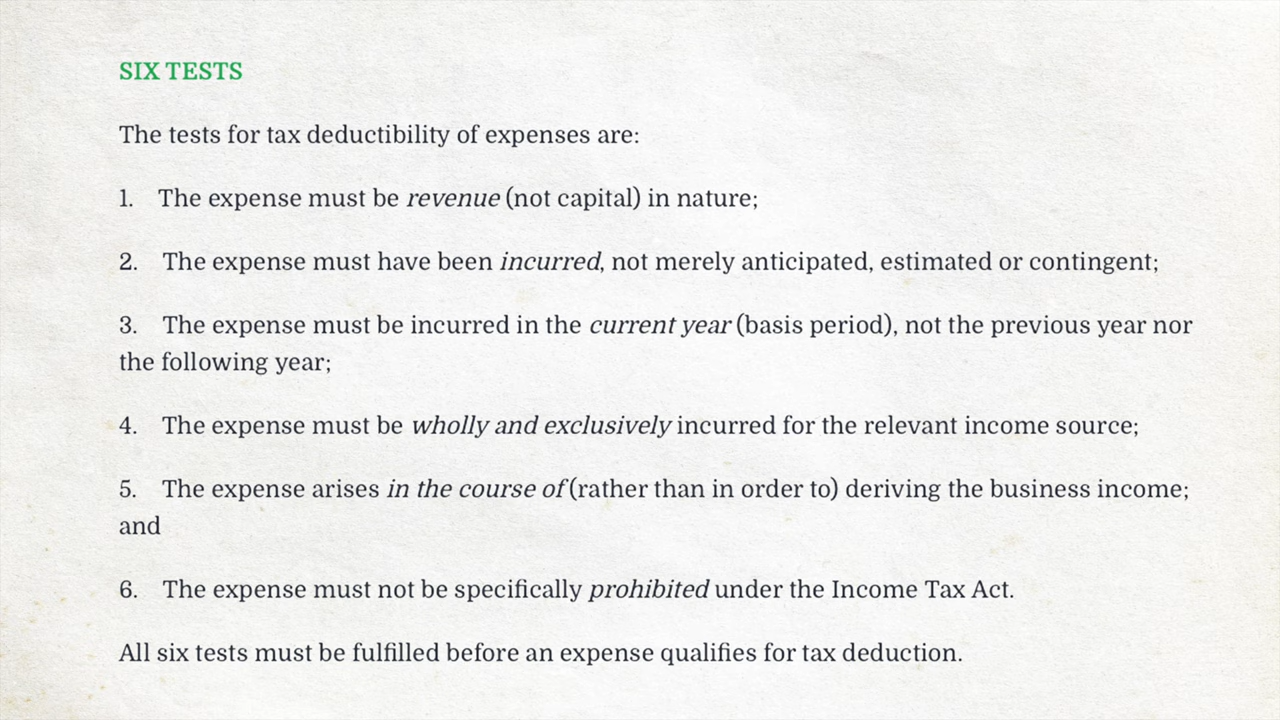 SIX TESTS
The tests for tax deductibility of expenses are:
1. The expense must be revenue (not capital) in nature;
2. The expense must have been incurred, not merely anticipated, estimated or contingent;
3. The expense must be incurred in the current year (basis period), not the previous year nor
the following year;
4. The expense must be wholly and exclusively incurred for the relevant income source;
5. The expense arises in the course of (rather than in order to) deriving the business income;
and
6. The expense must not be specifically prohibited under the Income Tax Act.
All six tests must be fulfilled before an expense qualifies for tax deduction.